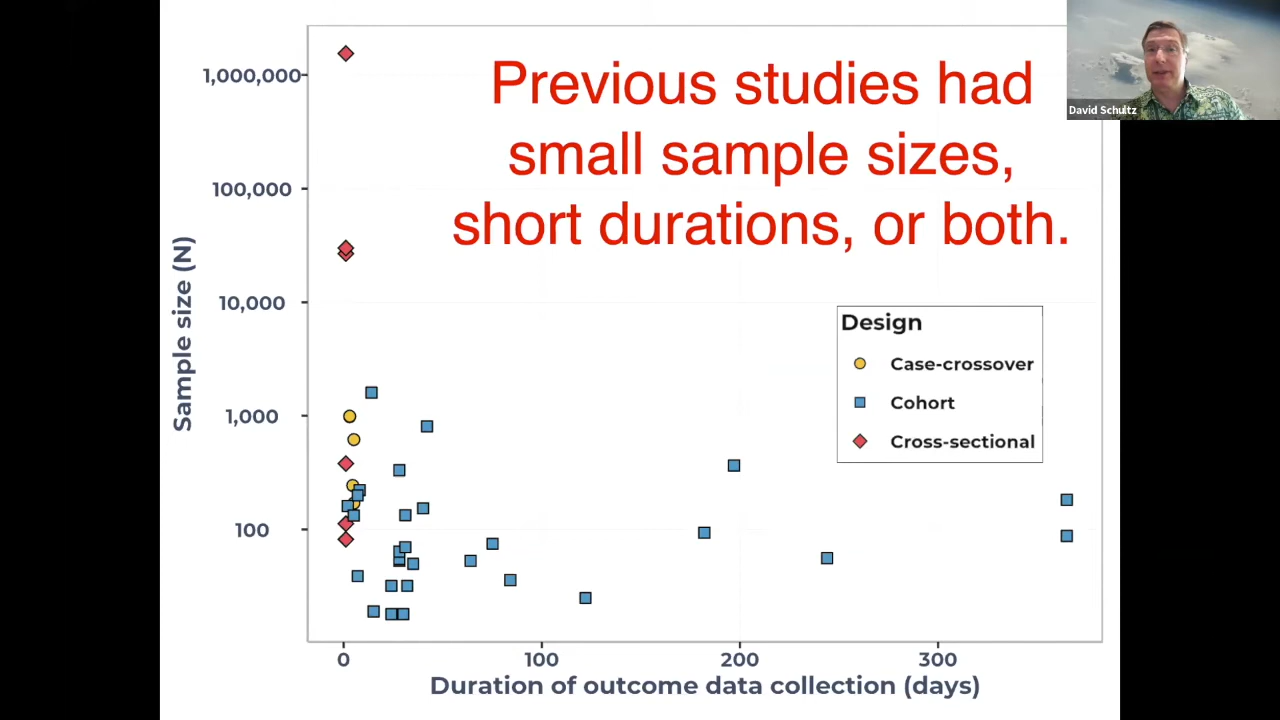 Previous studies had
small sample sizes,
short durations, or both.
David Schultz
Sample size (N)
1,000,000
100,000
10,000
1,000
100
Design
Case-crossover
Cohort
Cross-sectional
0 100 200 300
Duration of outcome data collection (days)